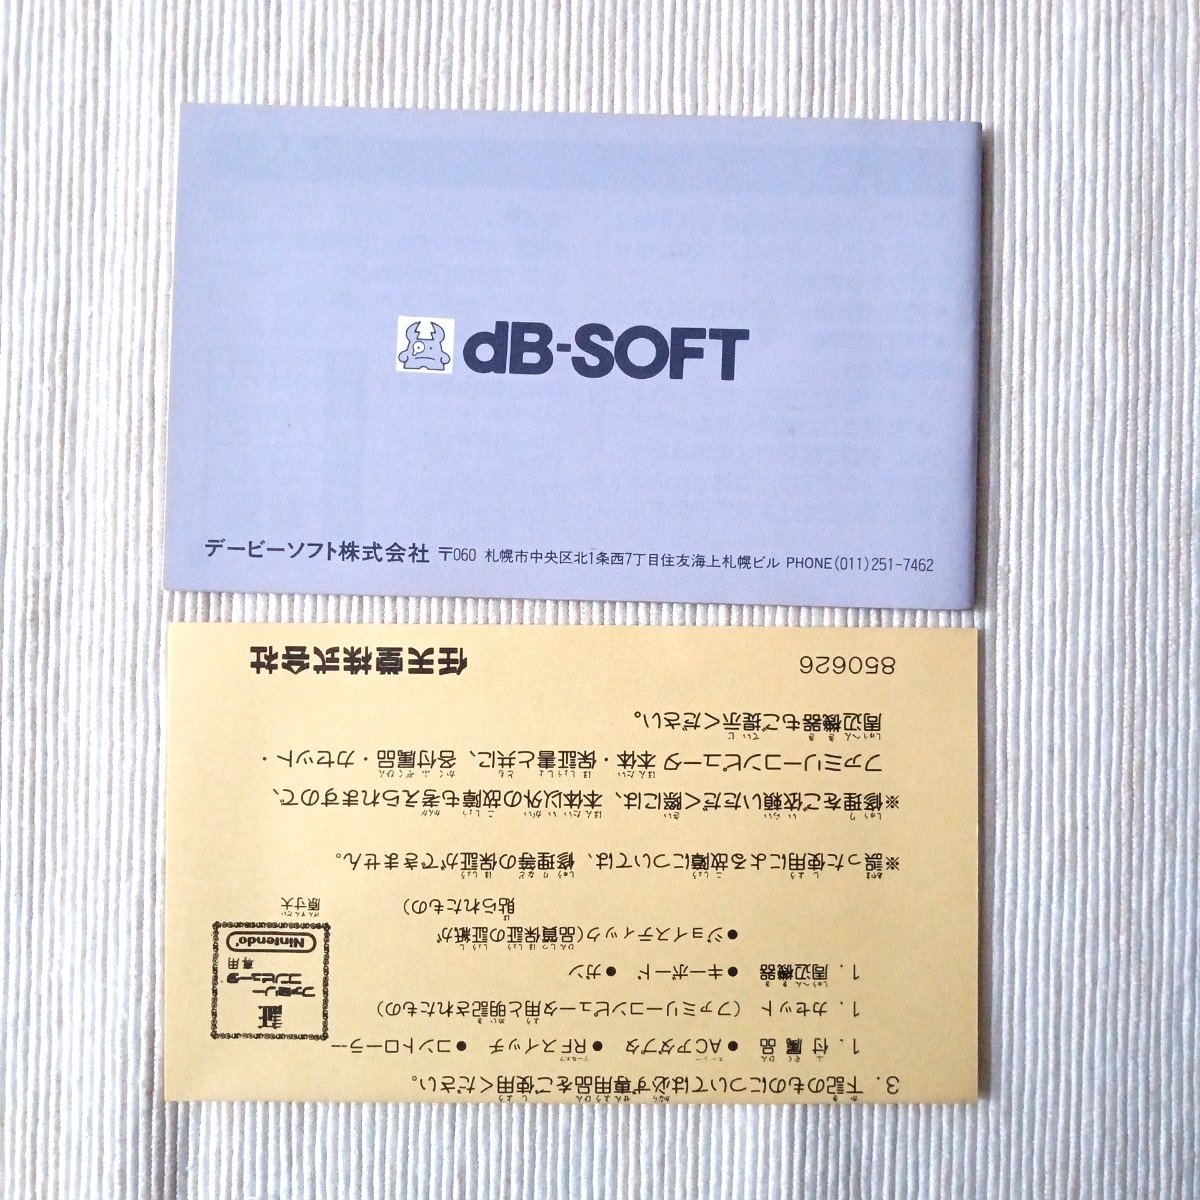 dB-SOFT
デービーソフト株式会社 〒060 札幌市中央区北1条西7丁目住友海上札幌ビル PHONE(011)251-7462
3. 下記のものについては必ず専用品をご使用ください。
1. 付属品 ●ACアダプタ ●RFスイッチ ●コントローラー
1. カセット (ファミリーコンピュータ用と明記されたもの)
1. 周辺機器 ●キーボード ●ガン
●ジョイスティック(品質保証の証紙が
貼られたもの)
証
ファミリー
コンピュータ
専用
Nintendo
原寸大
※誤った使用による故障については、修理等の保証ができません。
※修理をご依頼いただく際には、本体以外の故障も考えられますので、
ファミリーコンピュータ本体・保証書と共に、各付属品・カセット・
周辺機器もご提示ください。
850626 任天堂株式会社